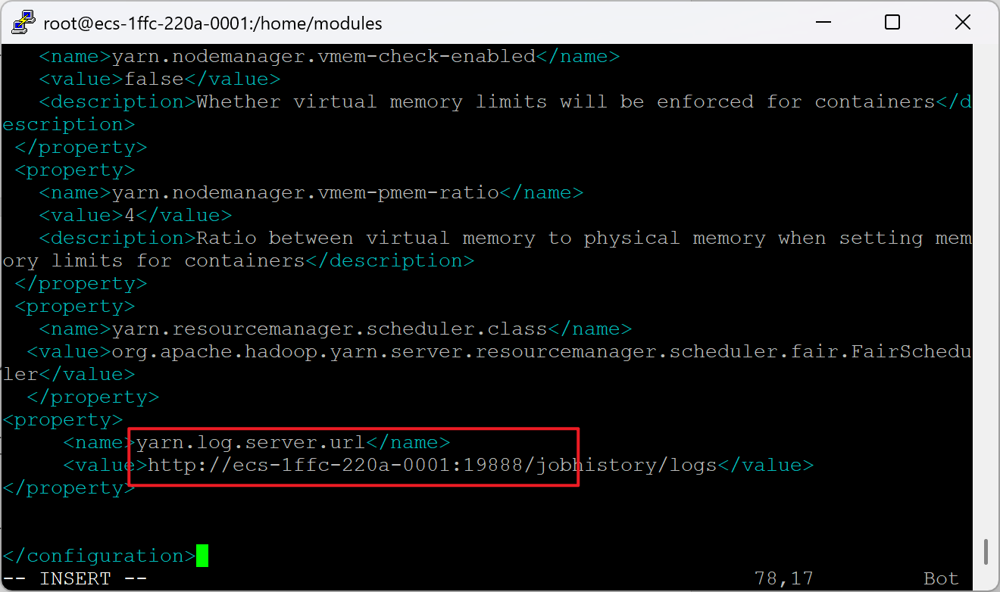 root@ecs-1ffc-220a-0001:/home/modules
<name>yarn.nodemanager.vmem-check-enabled</name>
<value>false</value>
<description>Whether virtual memory limits will be enforced for containers</d
escription>
</property>
<property>
<name>yarn.nodemanager.vmem-pmem-ratio</name>
<value>4</value>
<description>Ratio between virtual memory to physical memory when setting mem
ory limits for containers</description>
</property>
<property>
<name>yarn.resourcemanager.scheduler.class</name>
<value>org.apache.hadoop.yarn.server.resourcemanager.scheduler.fair.FairSchedu
ler</value>
</property>
<property>
<name>yarn.log.server.url</name>
<value>http://ecs-1ffc-220a-0001:19888/jobhistory/logs</value>
</property>
</configuration>
-- INSERT -- 78,17 Bot